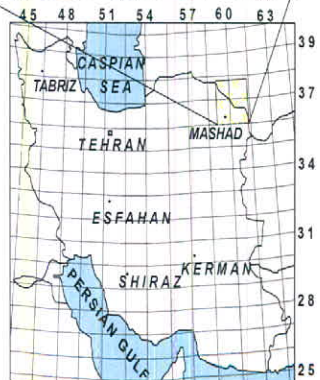 45 48 51 54 57 60 63
39
CASPIAN
SEA
TABRIZ
37
TEHRAN
MASHAD
34
ESFAHAN
31
KERMAN
SHIRAZ
PERSIAN GULF
28
25